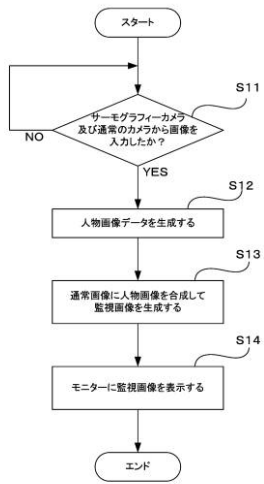 スタート
S11
サーモグラフィーカメラ
及び通常のカメラから画像を
入力したか？
NO
YES
S12
人物画像データを生成する
S13
通常画像に人物画像を合成して
監視画像を生成する
S14
モニターに監視画像を表示する
エンド